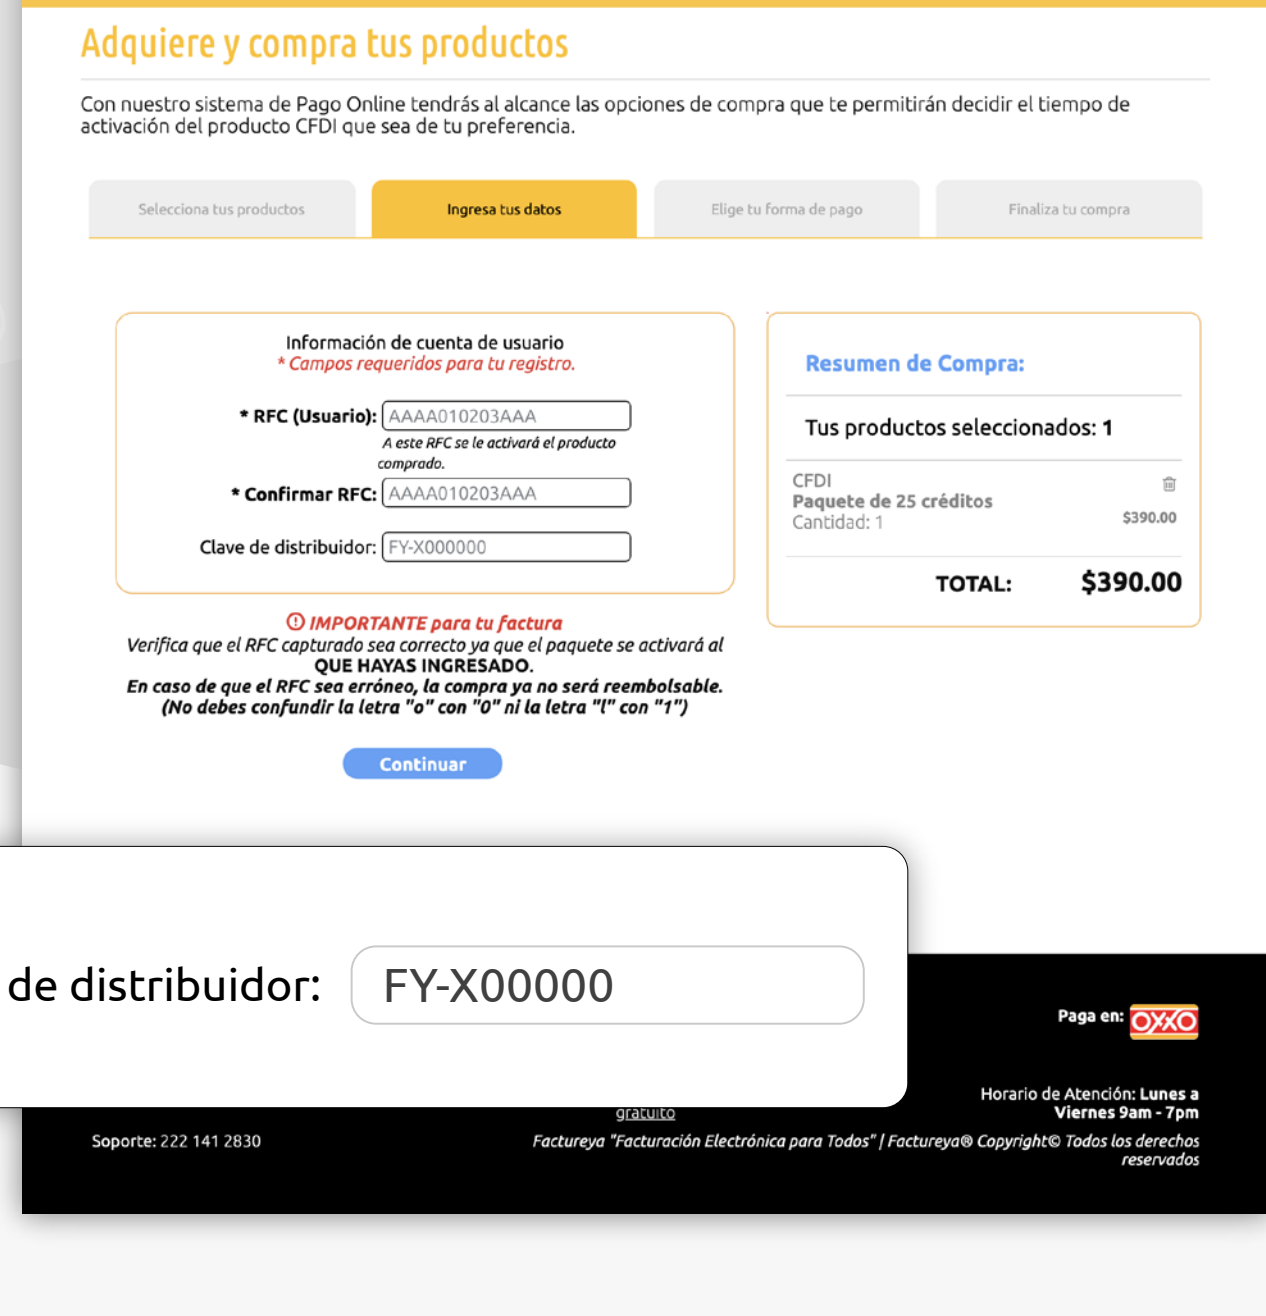 Adquiere y compra tus productos
Con nuestro sistema de Pago Online tendrás al alcance las opciones de compra que te permitirán decidir el tiempo de
activación del producto CFDI que sea de tu preferencia.
Selecciona tus productos
Ingresa tus datos
Elige tu forma de pago
Finaliza tu compra
Información de cuenta de usuario
* Campos requeridos para tu registro.
* RFC (Usuario): AAAA010203AAA
A este RFC se le activará el producto
comprado.
* Confirmar RFC: AAAA010203AAA
Clave de distribuidor: FY-X000000
IMPORTANTE para tu factura
Verifica que el RFC capturado sea correcto ya que el paquete se activará al
QUE HAYAS INGRESADO.
En caso de que el RFC sea erróneo, la compra ya no será reembolsable.
(No debes confundir la letra "o" con "0" ni la letra "l" con "1")
Continuar
Resumen de Compra:
Tus productos seleccionados: 1
CFDI
Paquete de 25 créditos
Cantidad: 1
$390.00
TOTAL: $390.00
de distribuidor: FY-X00000
Paga en: OXXO
Horario de Atención: Lunes a
Viernes 9am - 7pm
gratuito
Soporte: 222 141 2830
Factureya "Facturación Electrónica para Todos" | Factureya® Copyright© Todos los derechos
reservados